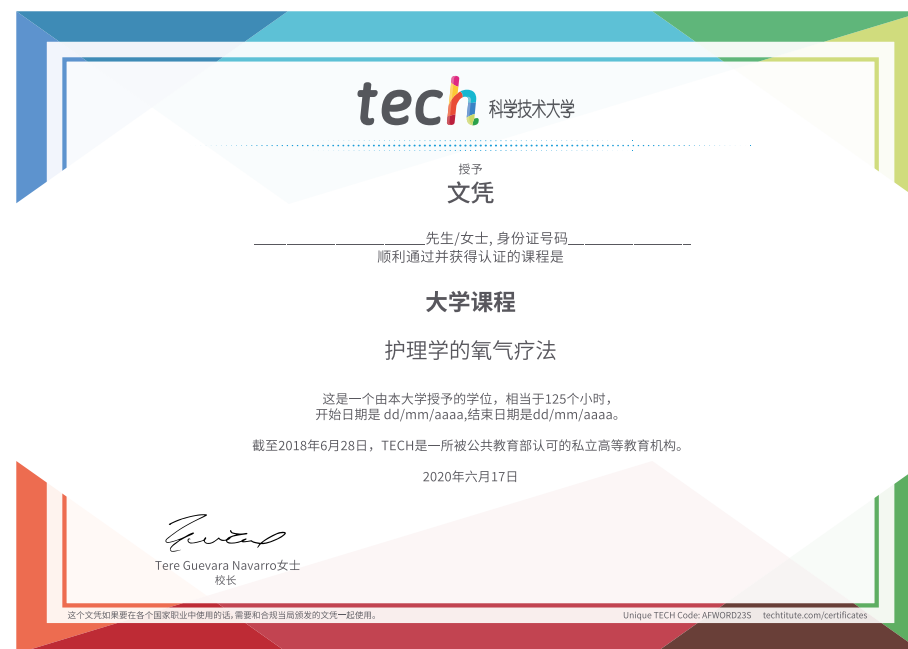 tech 科学技术大学
授予
文凭
_________________________先生/女士, 身份证号码_______________
顺利通过并获得认证的课程是
大学课程
护理学的氧气疗法
这是一个由本大学授予的学位，相当于125个小时，
开始日期是 dd/mm/aaaa,结束日期是dd/mm/aaaa。
截至2018年6月28日，TECH是一所被公共教育部认可的私立高等教育机构。
2020年六月17日
Tere Guevara Navarro女士
校长
这个文凭如果要在各个国家职业中使用的话,需要和合规当局颁发的文凭一起使用。
Unique TECH Code: AFWORD23S techtitute.com/certificates